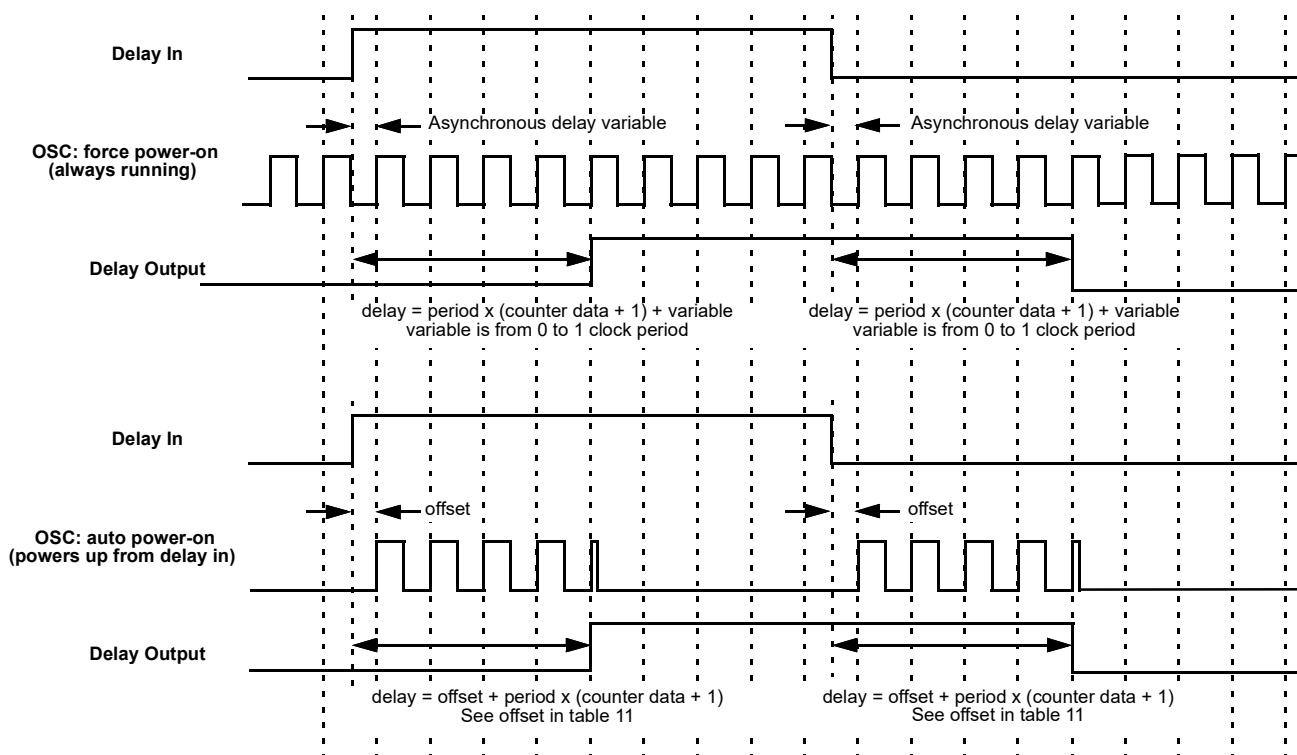 Delay In
Asynchronous delay variable
Asynchronous delay variable
OSC: force power-on
(always running)
Delay Output
delay = period x (counter data + 1) + variable
variable is from 0 to 1 clock period
delay = period x (counter data + 1) + variable
variable is from 0 to 1 clock period
Delay In
offset
offset
OSC: auto power-on
(powers up from delay in)
Delay Output
delay = offset + period x (counter data + 1)
See offset in table 11
delay = offset + period x (counter data + 1)
See offset in table 11